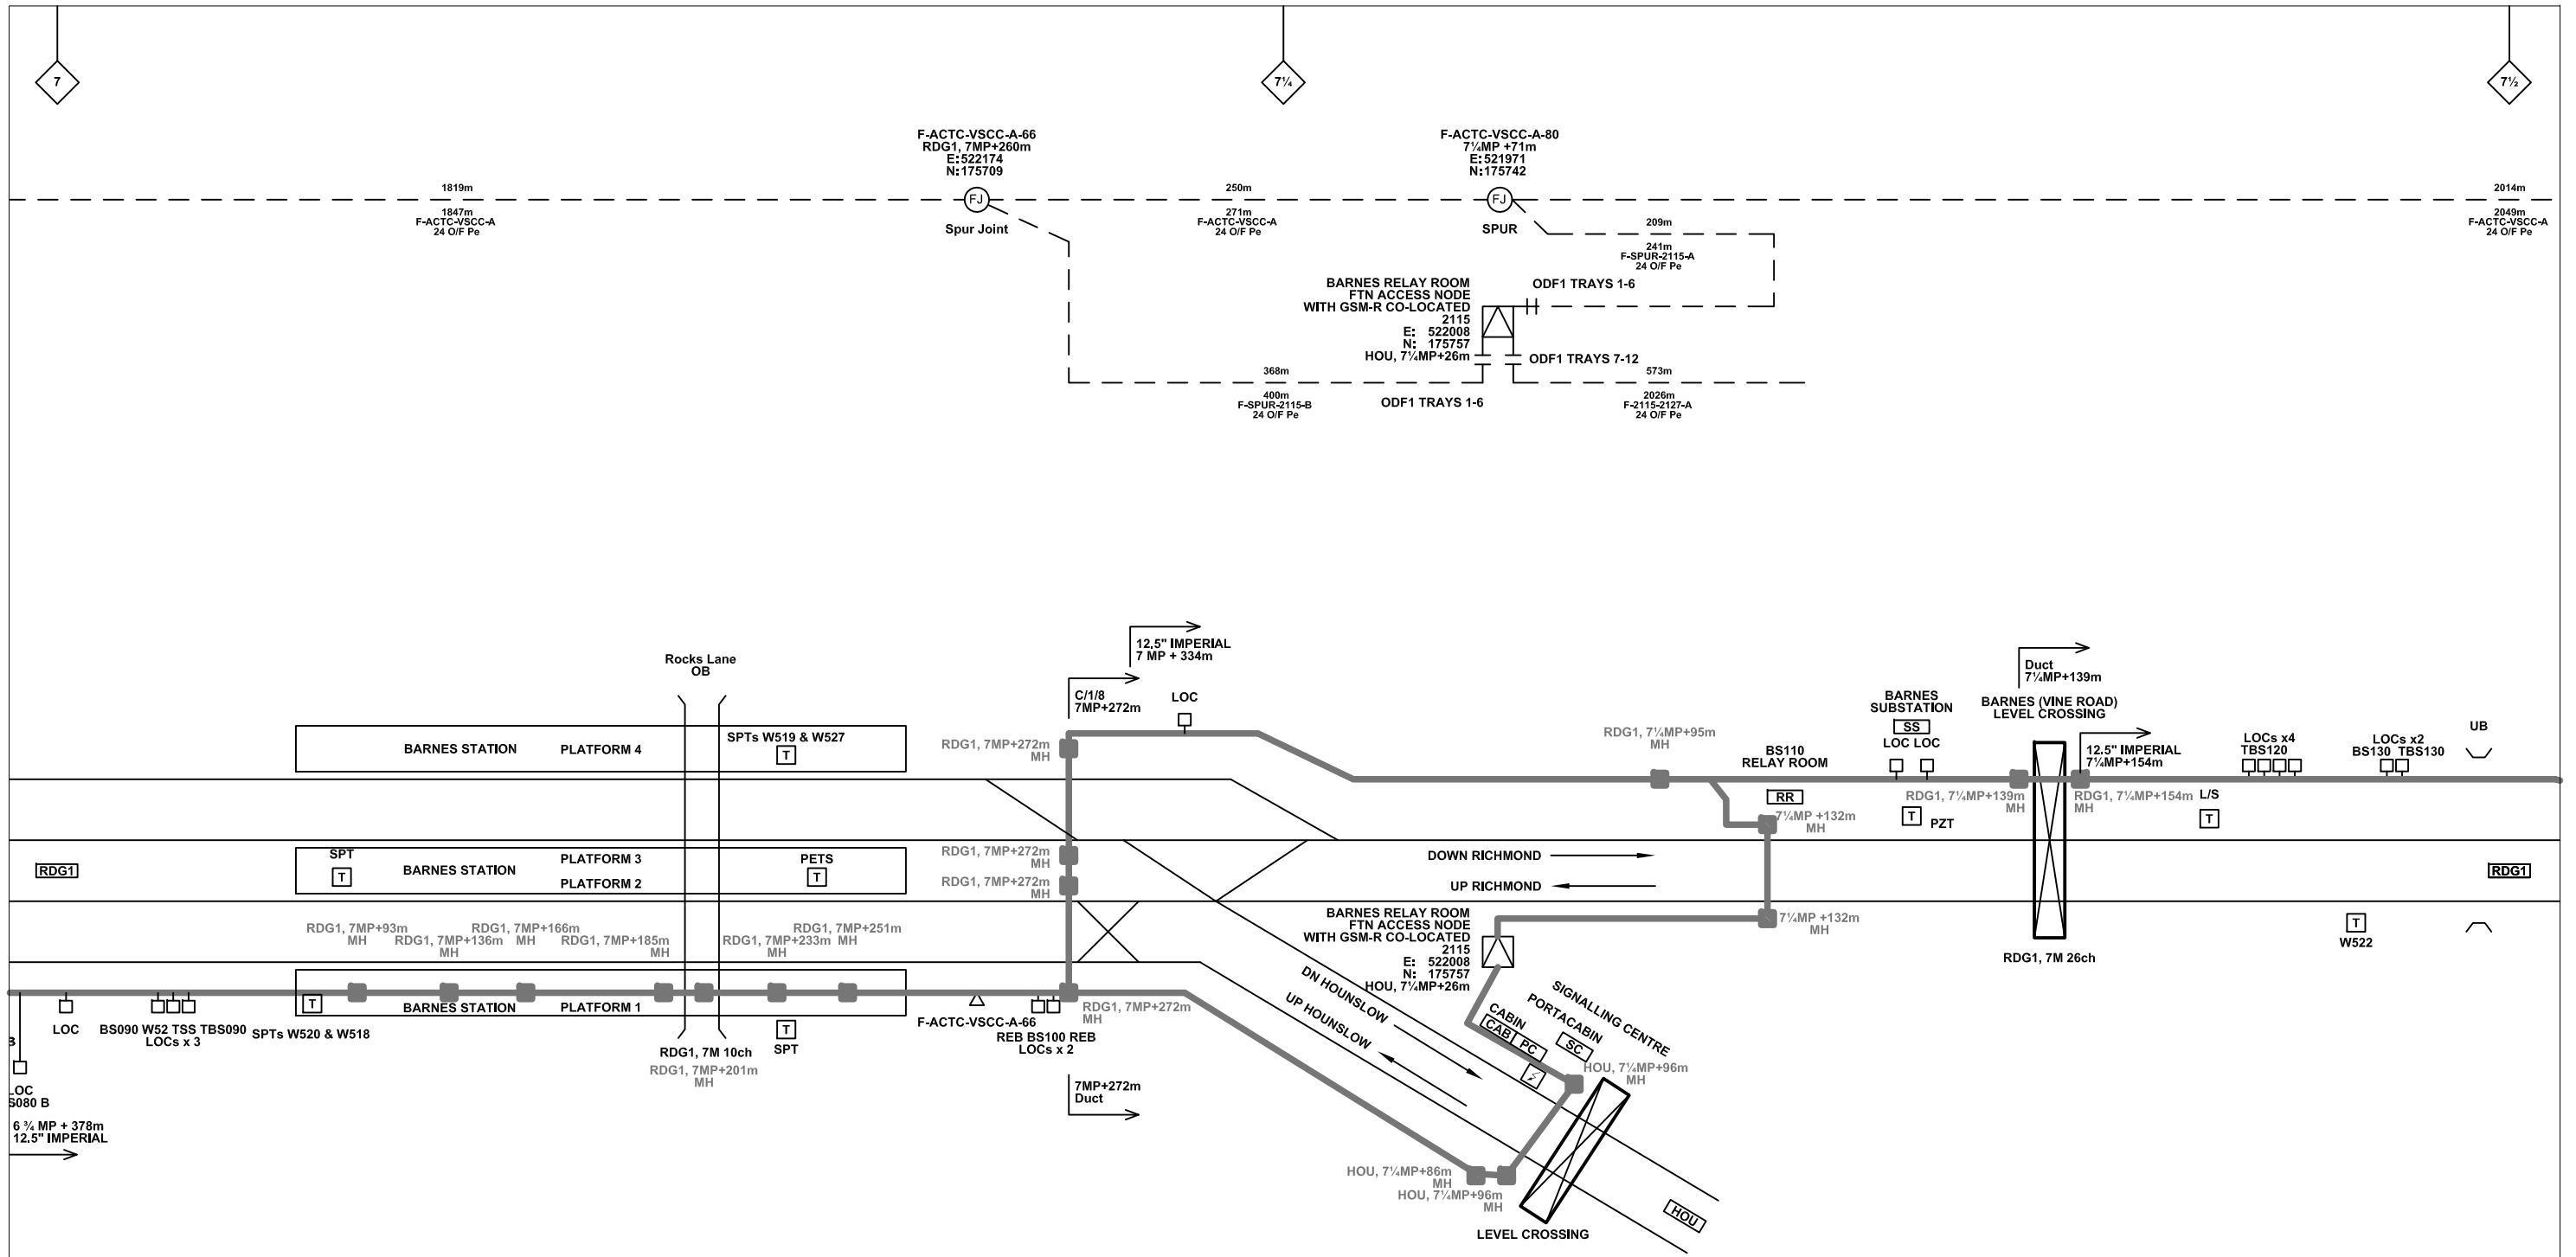 7
7¼
7½
F-ACTC-VSCC-A-66
RDG1, 7MP+260m
E:522174
N:175709
FJ
Spur Joint
F-ACTC-VSCC-A-80
7¼MP +71m
E:521971
N:175742
FJ
SPUR
1819m
1847m
F-ACTC-VSCC-A
24 O/F Pe
250m
271m
F-ACTC-VSCC-A
24 O/F Pe
2014m
2049m
F-ACTC-VSCC-A
24 O/F Pe
209m
241m
F-SPUR-2115-A
24 O/F Pe
BARNES RELAY ROOM
FTN ACCESS NODE
WITH GSM-R CO-LOCATED
2115
E: 522008
N: 175757
HOU, 7¼MP+26m
ODF1 TRAYS 1-6
ODF1 TRAYS 7-12
368m
400m
F-SPUR-2115-B
24 O/F Pe
ODF1 TRAYS 1-6
573m
2026m
F-2115-2127-A
24 O/F Pe
Rocks Lane
OB
12,5" IMPERIAL
7 MP + 334m
C/1/8
7MP+272m
LOC
Duct
7¼MP+139m
BARNES STATION PLATFORM 4
SPTs W519 & W527
T
RDG1, 7MP+272m
MH
RDG1, 7¼MP+95m
MH
BS110
RELAY ROOM
RR
7¼MP +132m
MH
BARNES
SUBSTATION
SS
LOC LOC
BARNES (VINE ROAD)
LEVEL CROSSING
12.5" IMPERIAL
7¼MP+154m
RDG1, 7¼MP+139m
MH
RDG1, 7¼MP+154m
MH
T
PZT
L/S
T
LOCs x4
TBS120
LOCs x2
BS130 TBS130
UB
RDG1
SPT
T
BARNES STATION
PLATFORM 3
PLATFORM 2
PETS
T
RDG1, 7MP+272m
MH
RDG1, 7MP+272m
MH
DOWN RICHMOND
UP RICHMOND
RDG1
RDG1, 7MP+93m
MH
RDG1, 7MP+136m
MH
RDG1, 7MP+166m
MH
RDG1, 7MP+185m
MH
RDG1, 7MP+233m
MH
RDG1, 7MP+251m
MH
BARNES RELAY ROOM
FTN ACCESS NODE
WITH GSM-R CO-LOCATED
2115
E: 522008
N: 175757
HOU, 7¼MP+26m
7¼MP +132m
MH
T
W522
RDG1, 7M 26ch
LOC
BS090 W52 TSS TBS090
LOCs x 3
T
SPTs W520 & W518
BARNES STATION PLATFORM 1
RDG1, 7M 10ch
RDG1, 7MP+201m
MH
T
SPT
F-ACTC-VSCC-A-66
REB BS100 REB
LOCs x 2
RDG1, 7MP+272m
MH
7MP+272m
Duct
DN HOUNSLOW
UP HOUNSLOW
CABIN
CAB
PC
PORTACABIN
SIGNALLING CENTRE
SC
HOU, 7¼MP+96m
MH
HOU, 7¼MP+86m
MH
HOU, 7¼MP+96m
MH
LEVEL CROSSING
HOU
B
LOC
S080 B
6 ¾ MP + 378m
12.5" IMPERIAL